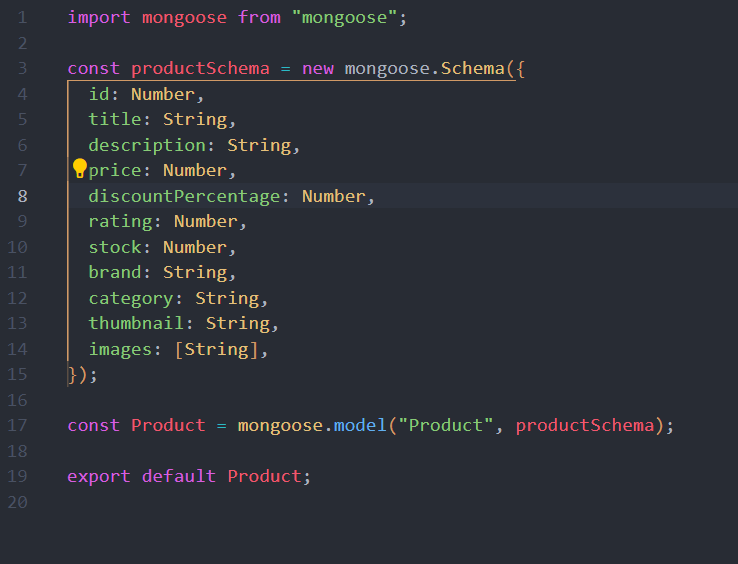 1 import mongoose from "mongoose";
2
3 const productSchema = new mongoose.Schema({
4   id: Number,
5   title: String,
6   description: String,
7   price: Number,
8   discountPercentage: Number,
9   rating: Number,
10   stock: Number,
11   brand: String,
12   category: String,
13   thumbnail: String,
14   images: [String],
15 });
16
17 const Product = mongoose.model("Product", productSchema);
18
19 export default Product;
20